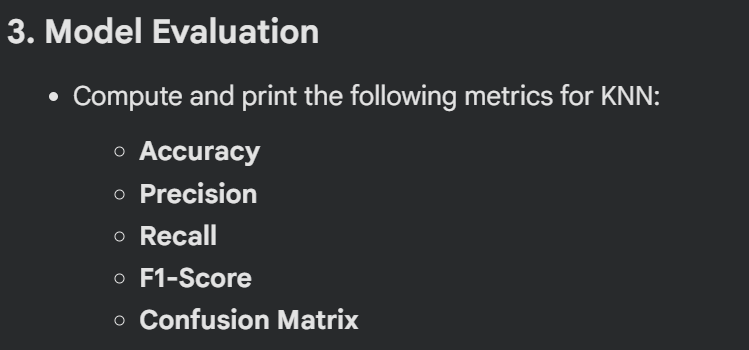 3. Model Evaluation
• Compute and print the following metrics for KNN:
○ Accuracy
○ Precision
○ Recall
○ F1-Score
○ Confusion Matrix